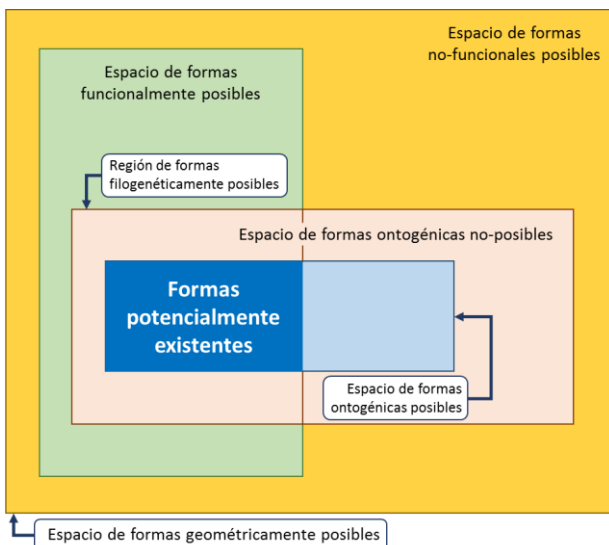 Espacio de formas
no-funcionales posibles
Espacio de formas
funcionalmente posibles
Región de formas
filogenéticamente posibles
Espacio de formas ontogénicas no-posibles
Formas
potencialmente
existentes
Espacio de formas
ontogénicas posibles
Espacio de formas geométricamente posibles